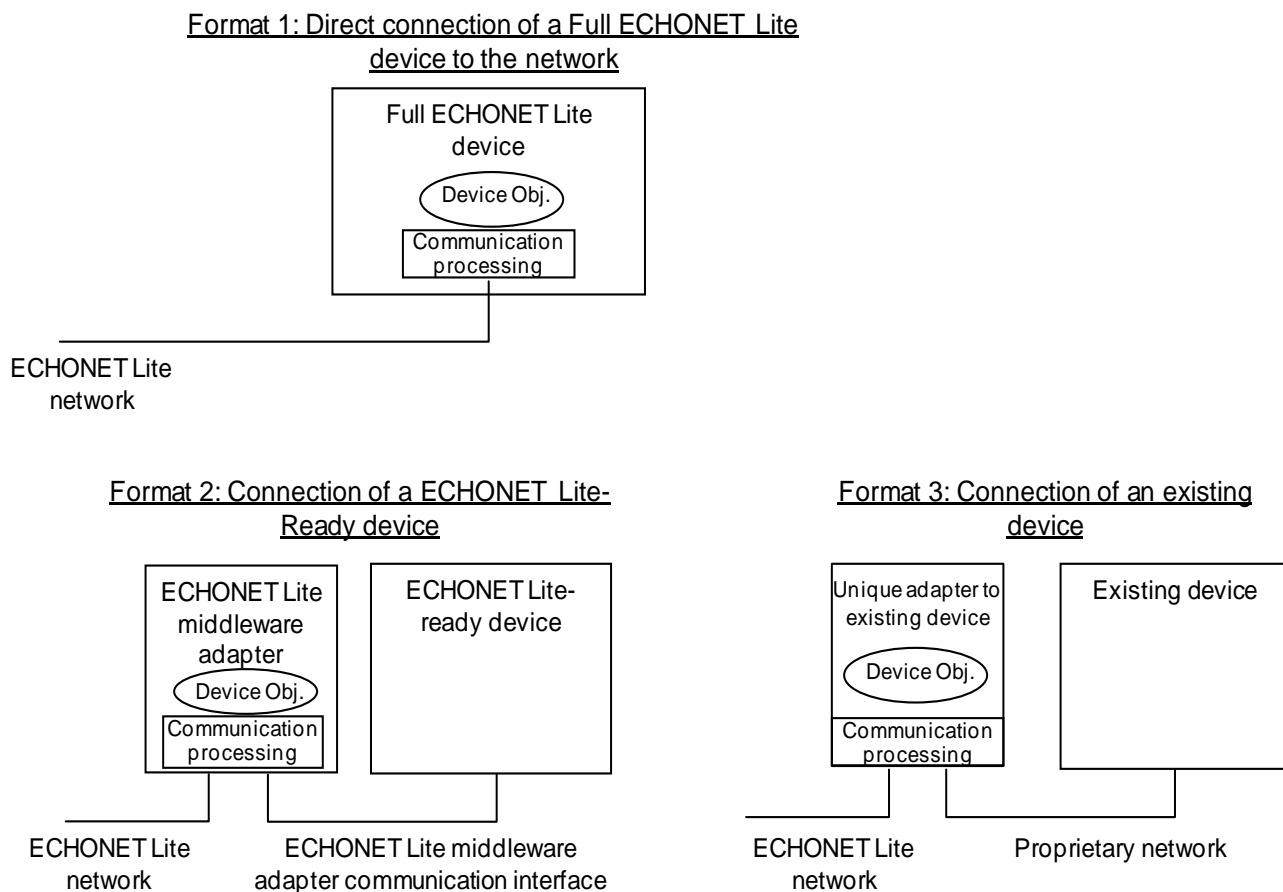 Format 1: Direct connection of a Full ECHONET Lite
device to the network
Full ECHONET Lite
device
Device Obj.
Communication
processing
ECHONET Lite
network
Format 2: Connection of a ECHONET Lite-
Ready device
ECHONET Lite
middleware
adapter
Device Obj.
Communication
processing
ECHONET Lite-
ready device
ECHONET Lite
network
ECHONET Lite middleware
adapter communication interface
Format 3: Connection of an existing
device
Unique adapter to
existing device
Device Obj.
Communication
processing
Existing device
ECHONET Lite
network
Proprietary network